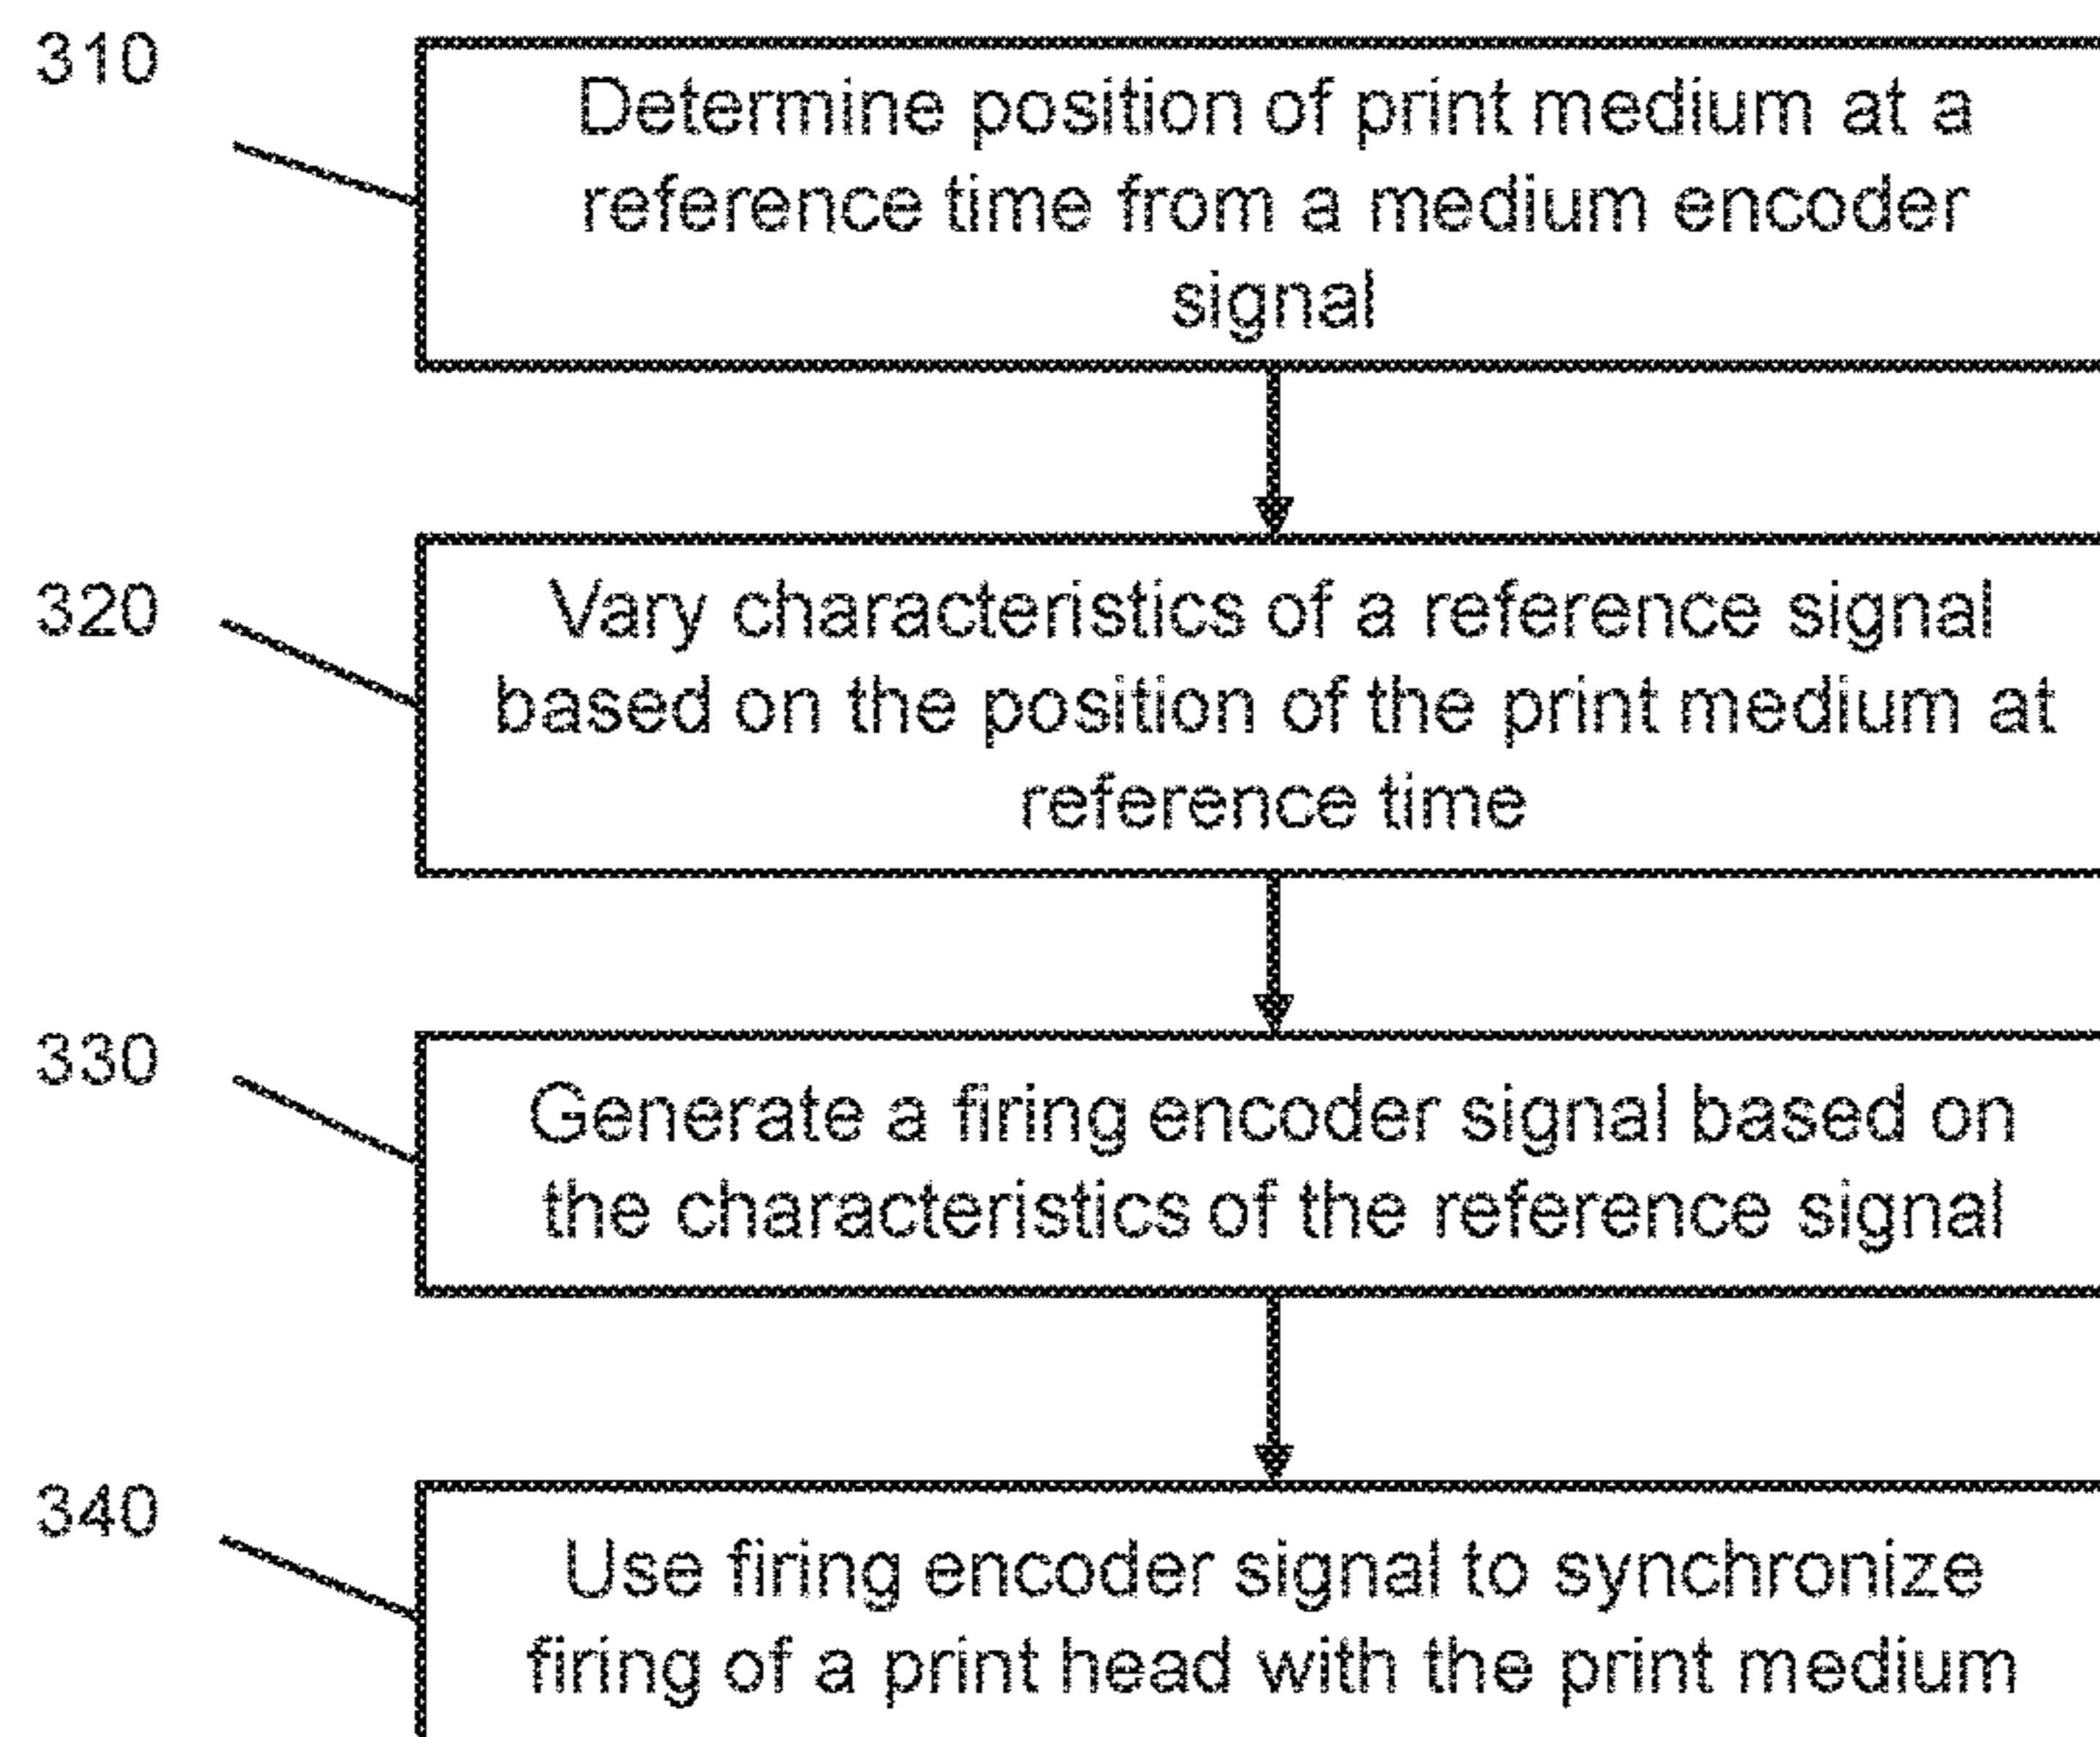 310
Determine position of print medium at a
reference time from a medium encoder
signal
320
Vary characteristics of a reference signal
based on the position of the print medium at
reference time
330
Generate a firing encoder signal based on
the characteristics of the reference signal
340
Use firing encoder signal to synchronize
firing of a print head with the print medium